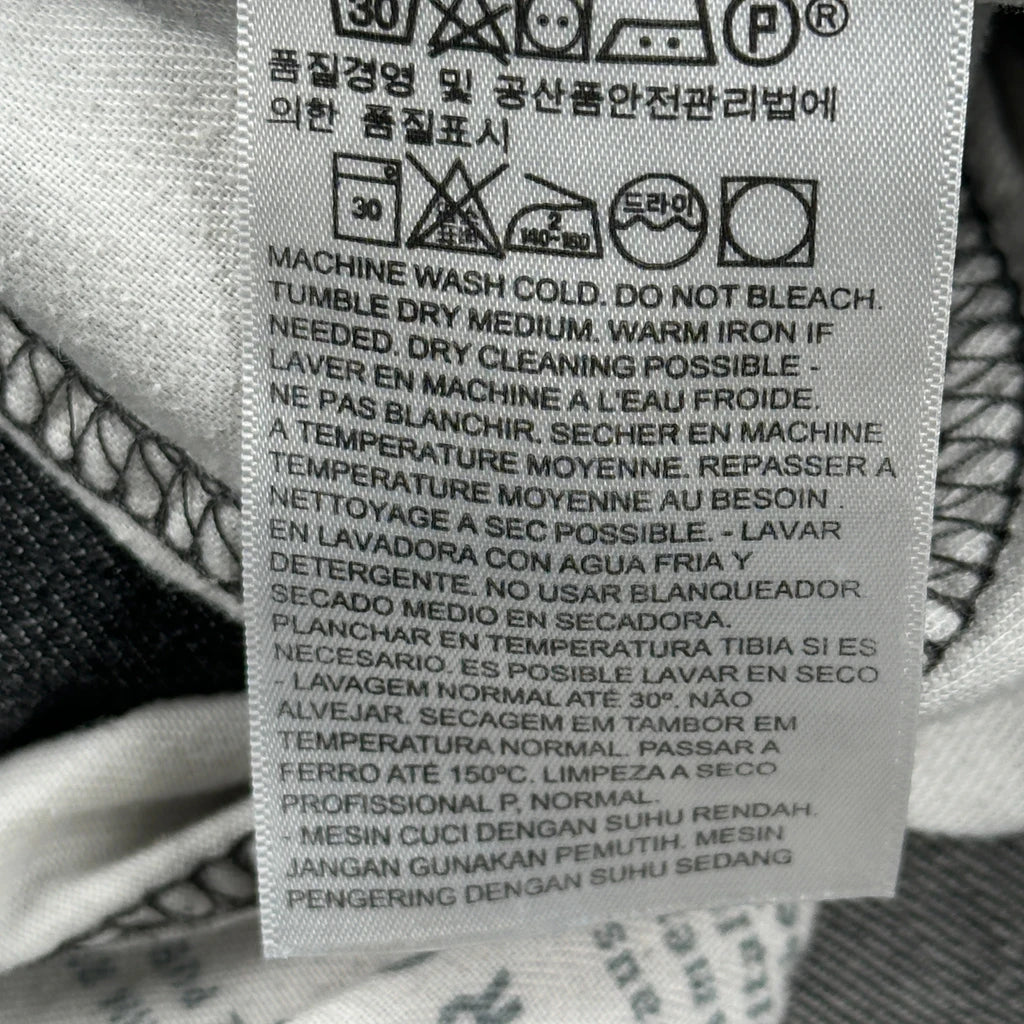 30 P ®
품질경영 및 공산품안전관리법에
의한 품질표시
30 2 140-160 드라이
MACHINE WASH COLD. DO NOT BLEACH.
TUMBLE DRY MEDIUM. WARM IRON IF
NEEDED. DRY CLEANING POSSIBLE -
LAVER EN MACHINE A L'EAU FROIDE.
NE PAS BLANCHIR. SECHER EN MACHINE
A TEMPERATURE MOYENNE. REPASSER A
TEMPERATURE MOYENNE AU BESOIN .
NETTOYAGE A SEC POSSIBLE. - LAVAR
EN LAVADORA CON AGUA FRIA Y
DETERGENTE. NO USAR BLANQUEADOR
SECADO MEDIO EN SECADORA.
PLANCHAR EN TEMPERATURA TIBIA SI ES
NECESARIO. ES POSIBLE LAVAR EN SECO
- LAVAGEM NORMAL ATÉ 30º. NÃO
ALVEJAR. SECAGEM EM TAMBOR EM
TEMPERATURA NORMAL. PASSAR A
FERRO ATÉ 150ºC. LIMPEZA A SECO
PROFISSIONAL P, NORMAL.
- MESIN CUCI DENGAN SUHU RENDAH.
JANGAN GUNAKAN PEMUTIH. MESIN
PENGERING DENGAN SUHU SEDANG